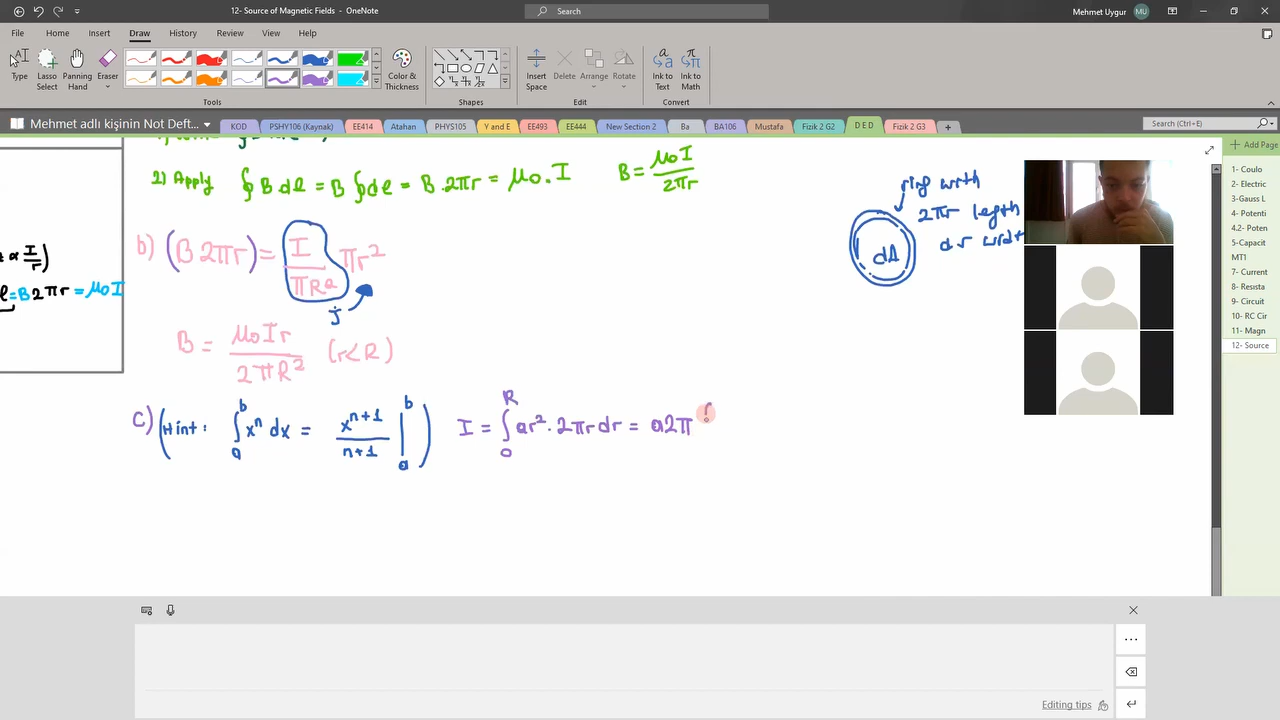 12- Source of Magnetic Fields - OneNote
Search
Mehmet Uygur
MU
File
Home
Insert
Draw
History
Review
View
Help
Type
Lasso Select
Panning Hand
Eraser
Color & Thickness
Insert Space
Delete
Arrange
Rotate
Ink to Text
Ink to Math
Tools
Shapes
Edit
Convert
Mehmet adlı kişinin Not Deft...
KOD
PSHY106 (Kaynak)
EE414
Atahan
PHYS105
Y and E
EE493
EE444
New Section 2
Ba
BA106
Mustafa
Fizik 2 G2
D E D
Fizik 2 G3
Search (Ctrl+E)
Add Page
1- Coulo
2- Electric
3-Gauss L
4- Potenti
4.2- Poten
5-Capacit
MT1
7- Current
8- Resista
9- Circuit
10- RC Cir
11- Magn
12- Source
2) Apply ∮B dl = B ∮dl = B.2πr = μ0.I B = μ0I/2πr
ring with
2πr legth
dr widt
dA
α I/r)
l=B2πr = μ0I
b) (B 2πr) = I/πR² πr²
j
B = μ0Ir/2πR² (r<R)
c) (Hint: ∫ₐᵇ xⁿ dx = xⁿ⁺¹/n+1 |ₐᵇ) I = ∫₀ᴿ ar². 2πr dr = a2π r
Editing tips